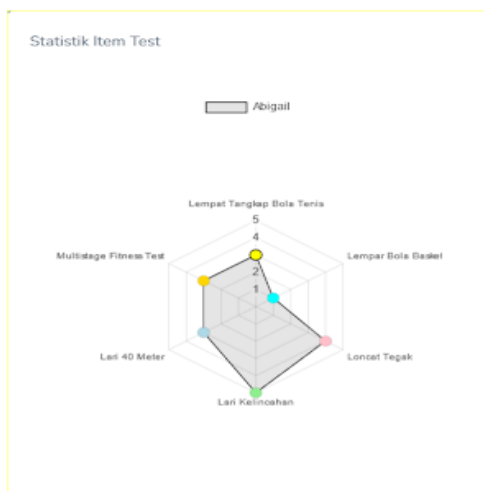 Statistik Item Test
Abigail
Lempat Tangkap Bola Tenis
5
4
2
1
Multistage Fitness Test
Lempar Bola Basket
Lari 40 Meter
Loncat Tegak
Lari Kelincahan